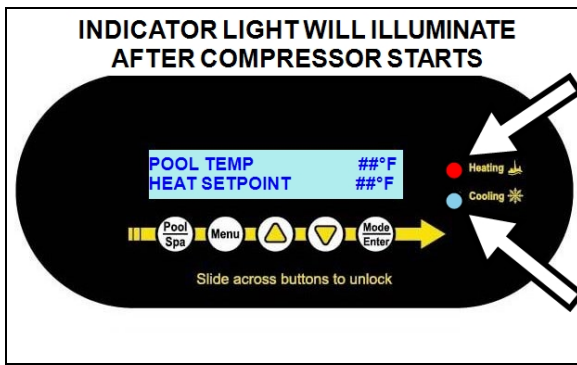 INDICATOR LIGHT WILL ILLUMINATE
AFTER COMPRESSOR STARTS
POOL TEMP ##°F
HEAT SETPOINT ##°F
Heating
Cooling
Pool
Spa
Menu
Mode
Enter
Slide across buttons to unlock